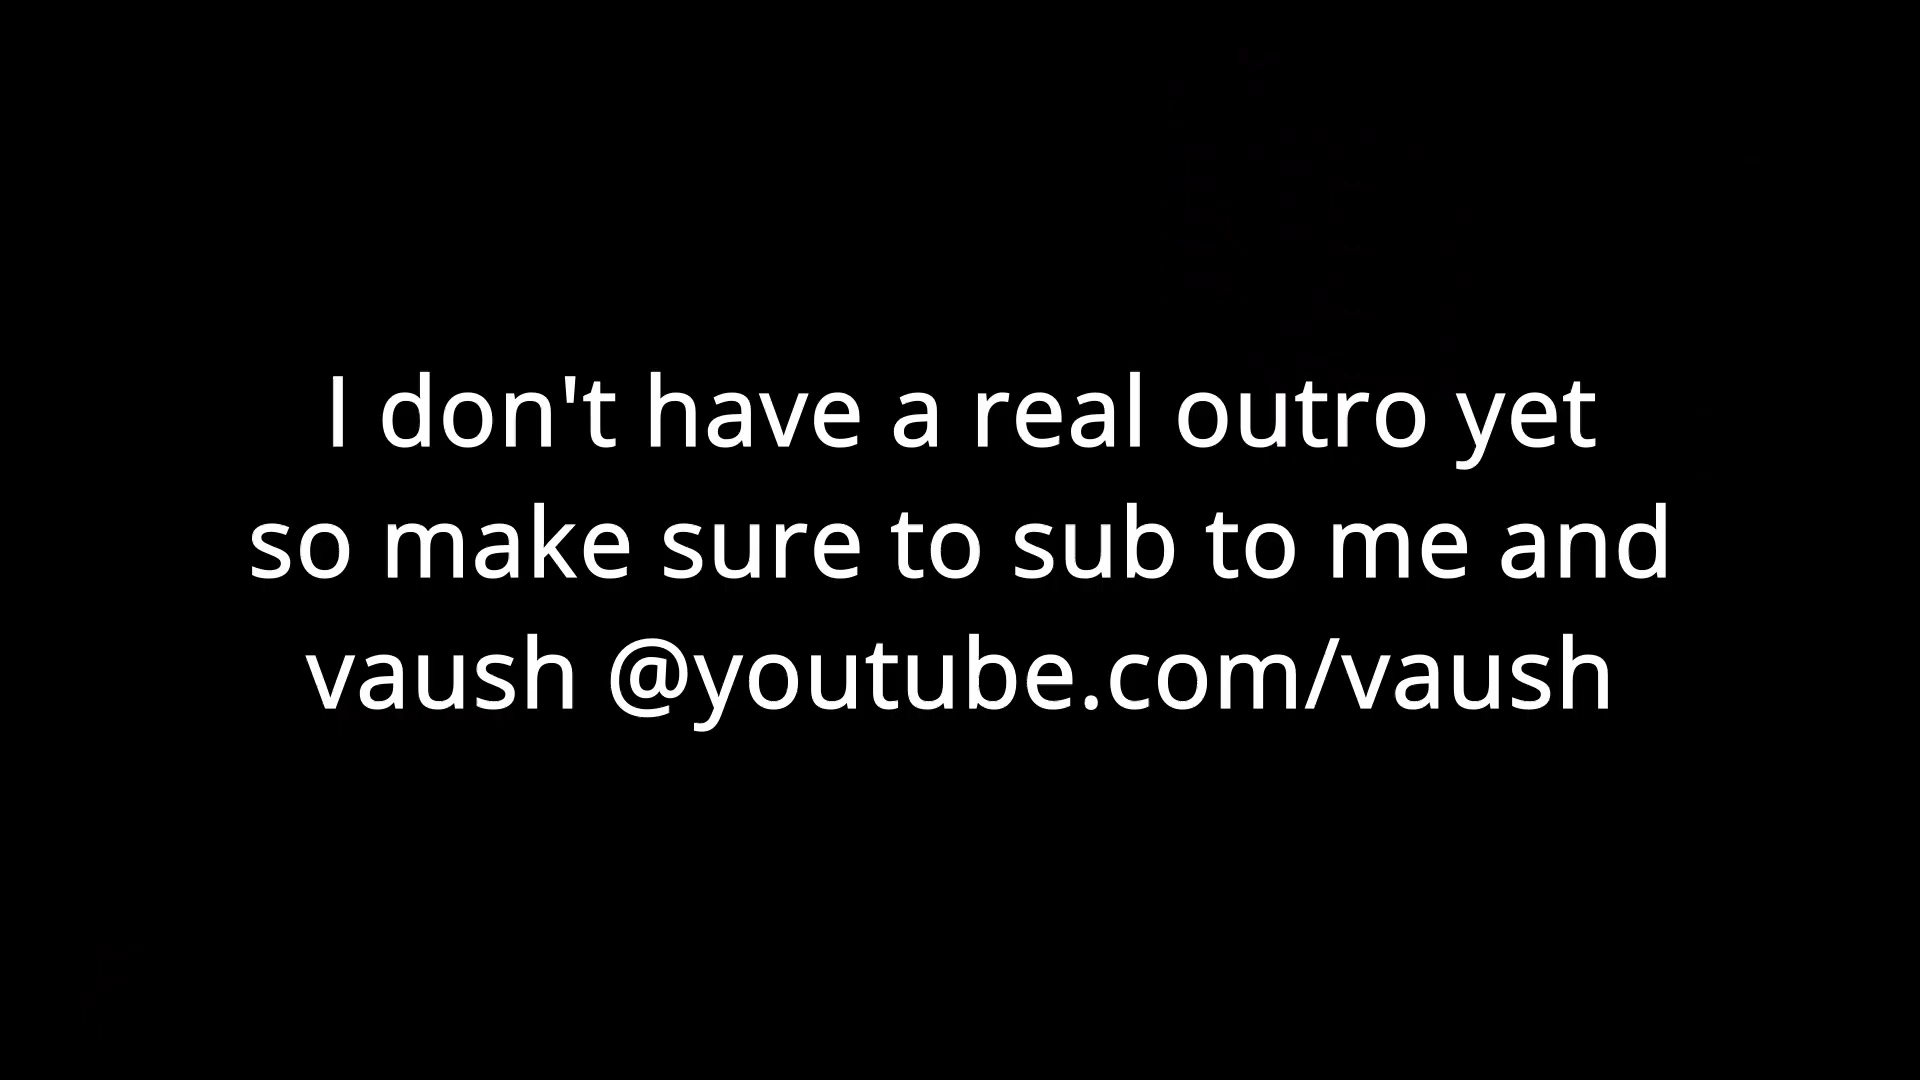 I don't have a real outro yet
so make sure to sub to me and
vaush @youtube.com/vaush